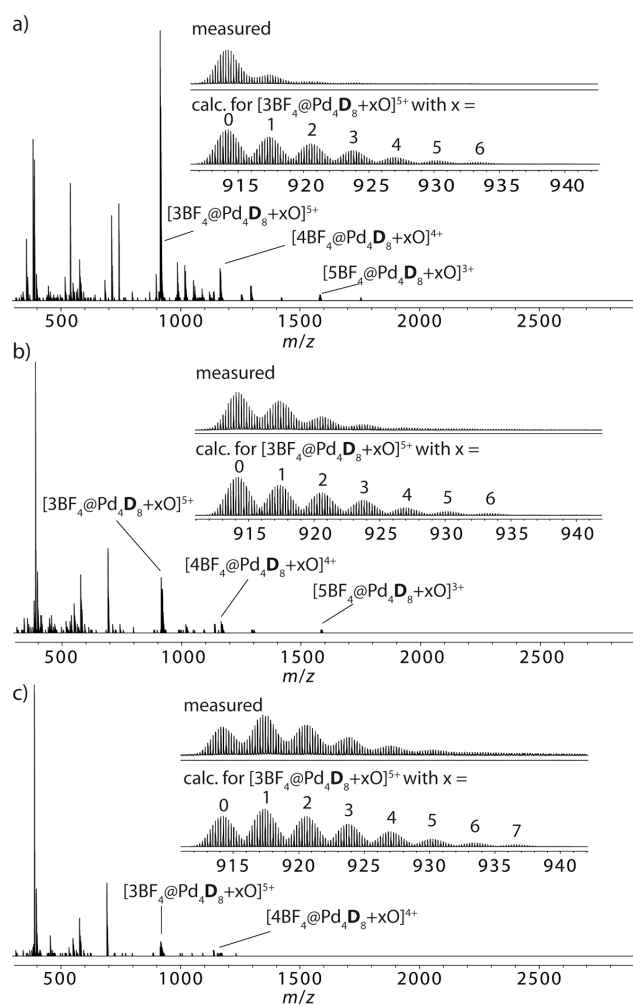 a)
measured
calc. for [3BF₄@Pd₄D₈+xO]⁵⁺ with x =
0 1 2 3 4 5 6
915 920 925 930 935 940
[3BF₄@Pd₄D₈+xO]⁵⁺
[4BF₄@Pd₄D₈+xO]⁴⁺
[5BF₄@Pd₄D₈+xO]³⁺
500 1000 1500 2000 2500
m/z
b)
measured
calc. for [3BF₄@Pd₄D₈+xO]⁵⁺ with x =
0 1 2 3 4 5 6
915 920 925 930 935 940
[3BF₄@Pd₄D₈+xO]⁵⁺
[4BF₄@Pd₄D₈+xO]⁴⁺
[5BF₄@Pd₄D₈+xO]³⁺
500 1000 1500 2000 2500
m/z
c)
measured
calc. for [3BF₄@Pd₄D₈+xO]⁵⁺ with x =
0 1 2 3 4 5 6 7
915 920 925 930 935 940
[3BF₄@Pd₄D₈+xO]⁵⁺
[4BF₄@Pd₄D₈+xO]⁴⁺
500 1000 1500 2000 2500
m/z